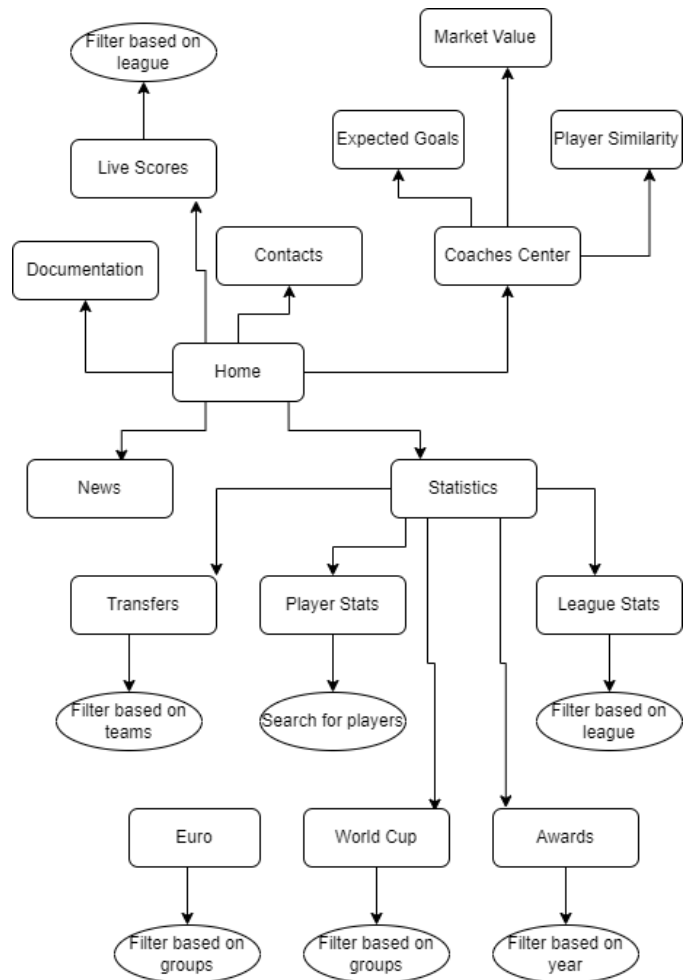 Market Value
Filter based on
league
Expected Goals
Player Similarity
Live Scores
Contacts
Coaches Center
Documentation
Home
News
Statistics
Transfers
Player Stats
League Stats
Filter based on
teams
Search for players
Filter based on
league
Euro
World Cup
Awards
Filter based on
groups
Filter based on
groups
Filter based on
year